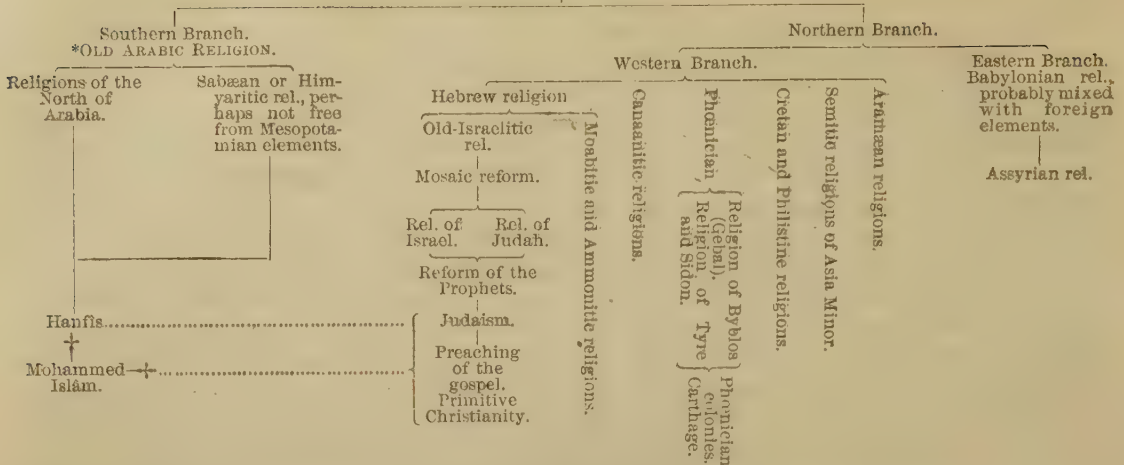 Southern Branch.
*OLD ARABIC RELIGION.
Religions of the
North of
Arabia.
Sabæan or Him-
yaritic rel., per-
haps not free
from Mesopota-
mian elements.
Hanfîs
Mohammed
Islâm.
Northern Branch.
Western Branch.
Hebrew religion
Old-Israelitic
rel.
Mosaic reform.
Rel. of
Israel.
Rel. of
Judah.
Reform of the
Prophets.
Judaism.
Preaching
of the
gospel.
Primitive
Christianity.
Moabitic and Ammonitic religions.
Canaanitic religions.
Phœnician,
Religion of Byblos
(Gebal).
Religion of Tyre
and Sidon.
Phœnician
colonies.
Carthage.
Cretan and Philistine religions.
Semitic religions of Asia Minor.
Aramæan religions.
Eastern Branch.
Babylonian rel.,
probably mixed
with foreign
elements.
Assyrian rel.